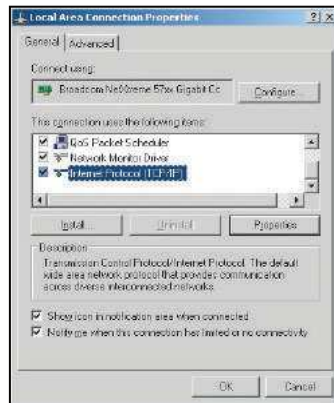 Local Area Connection Properties
General Advanced
Connect using:
Broadcom NetXtreme 57xx Gigabit Cc
Configure...
This connection uses the following items:
QoS Packet Scheduler
Network Monitor Driver
Internet Protocol (TCP/IP)
Install... Uninstall Properties
Description
Transmission Control Protocol/Internet Protocol. The default
wide area network protocol that provides communication
across diverse interconnected networks.
Show icon in notification area when connected
Notify me when this connection has limited or no connectivity
OK Cancel